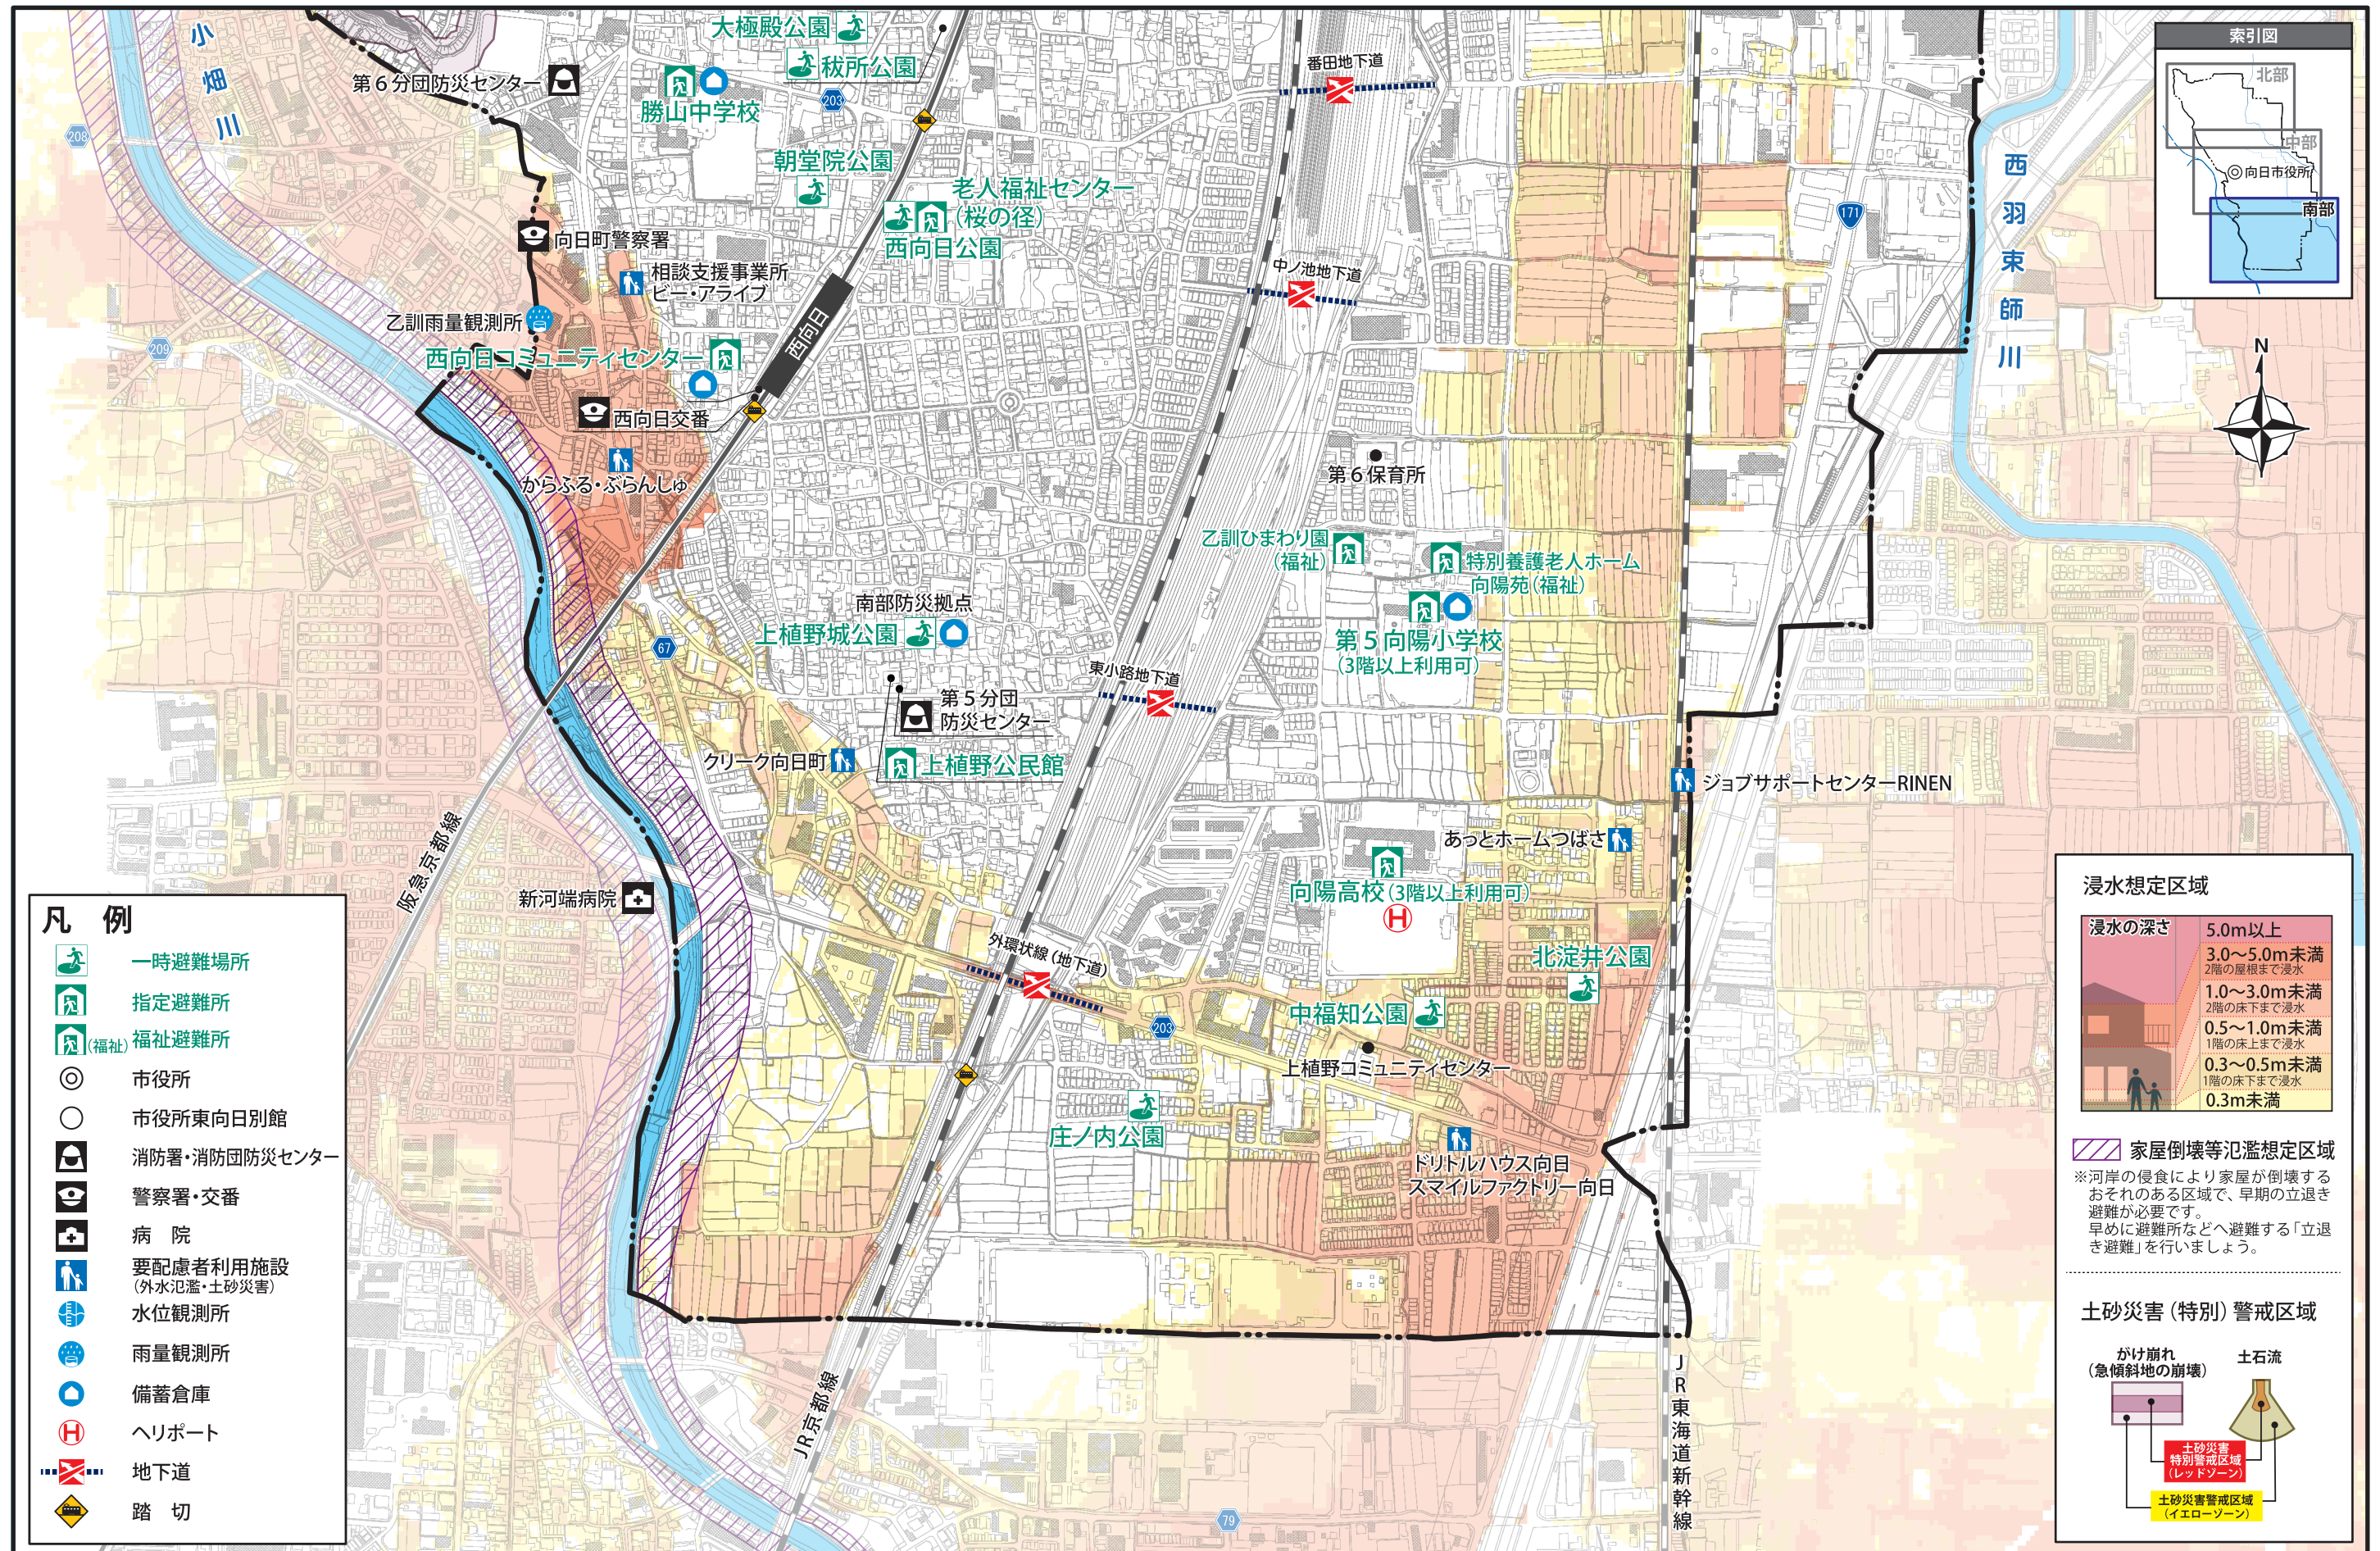 小畑川
大極殿公園
秡所公園
第6分団防災センター
勝山中学校
203
208
番田地下道
朝堂院公園
老人福祉センター
(桜の径)
西向日公園
向日町警察署
相談支援事業所
ビー・アライブ
中ノ池地下道
171
西羽束師川
乙訓雨量観測所
209
西向日コミュニティセンター
西向日
西向日交番
からふる・ぶらんしゅ
第6保育所
乙訓ひまわり園
(福祉)
特別養護老人ホーム
向陽苑(福祉)
南部防災拠点
上植野城公園
第5向陽小学校
(3階以上利用可)
67
東小路地下道
第5分団
防災センター
クリーク向日町
上植野公民館
ジョブサポートセンターRINEN
あっとホームつばさ
阪急京都線
新河端病院
向陽高校(3階以上利用可)
H
外環状線(地下道)
北淀井公園
中福知公園
203
上植野コミュニティセンター
庄ノ内公園
ドリトルハウス向日
スマイルファクトリー向日
JR京都線
JR東海道新幹線
79
索引図
北部
中部
向日市役所
南部
N
凡 例
一時避難場所
指定避難所
(福祉) 福祉避難所
市役所
市役所東向日別館
消防署・消防団防災センター
警察署・交番
病 院
要配慮者利用施設
(外水氾濫・土砂災害)
水位観測所
雨量観測所
備蓄倉庫
H ヘリポート
地下道
踏 切
浸水想定区域
浸水の深さ
5.0m以上
3.0〜5.0m未満
2階の屋根まで浸水
1.0〜3.0m未満
2階の床下まで浸水
0.5〜1.0m未満
1階の床上まで浸水
0.3〜0.5m未満
1階の床下まで浸水
0.3m未満
家屋倒壊等氾濫想定区域
※河岸の侵食により家屋が倒壊する
おそれのある区域で、早期の立退き
避難が必要です。
早めに避難所などへ避難する「立退
き避難」を行いましょう。
土砂災害(特別)警戒区域
がけ崩れ
(急傾斜地の崩壊)
土石流
土砂災害
特別警戒区域
(レッドゾーン)
土砂災害警戒区域
(イエローゾーン)